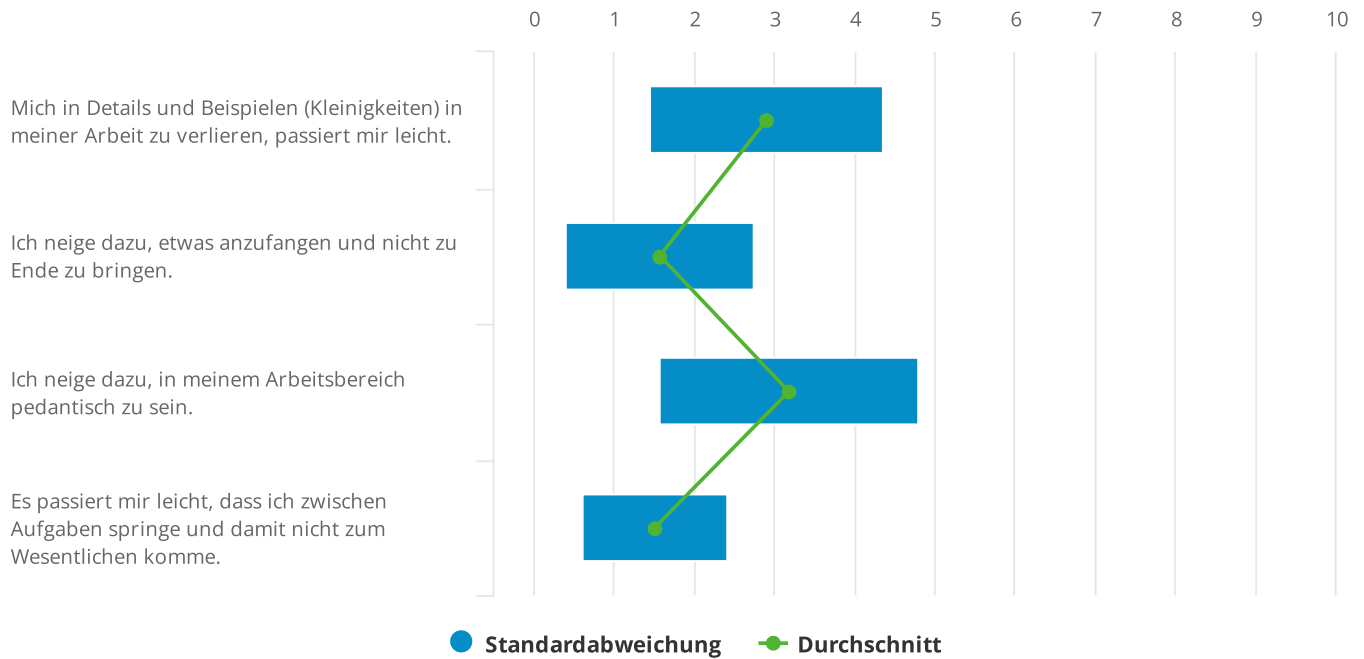 0 1 2 3 4 5 6 7 8 9 10
Mich in Details und Beispielen (Kleinigkeiten) in
meiner Arbeit zu verlieren, passiert mir leicht.
Ich neige dazu, etwas anzufangen und nicht zu
Ende zu bringen.
Ich neige dazu, in meinem Arbeitsbereich
pedantisch zu sein.
Es passiert mir leicht, dass ich zwischen
Aufgaben springe und damit nicht zum
Wesentlichen komme.
Standardabweichung Durchschnitt